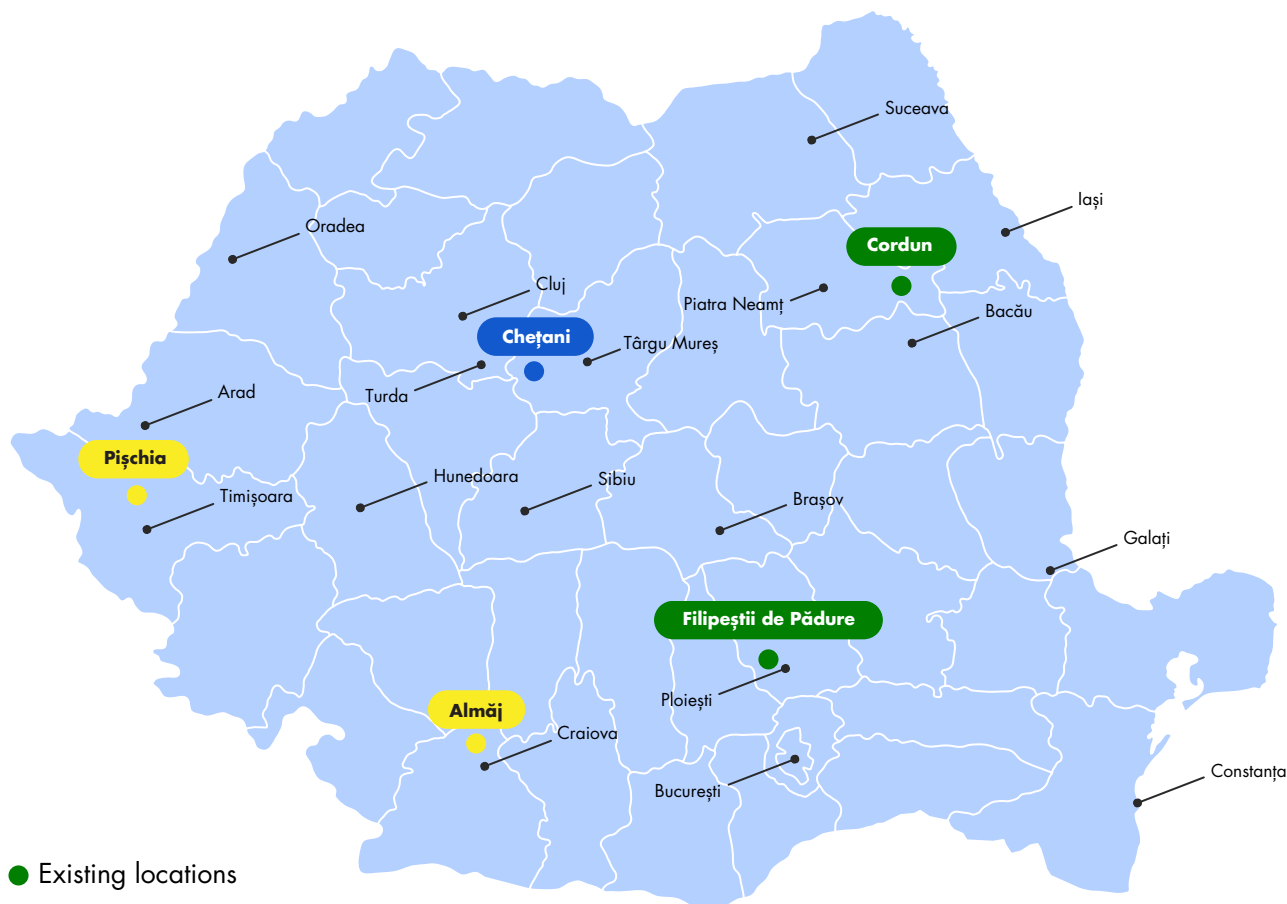 Suceava
Iași
Oradea
Cordun
Cluj
Piatra Neamț
Bacău
Chețani
Târgu Mureș
Turda
Arad
Pișchia
Hunedoara
Sibiu
Timișoara
Brașov
Galați
Filipeștii de Pădure
Ploiești
Almăj
Craiova
Constanța
București
Existing locations